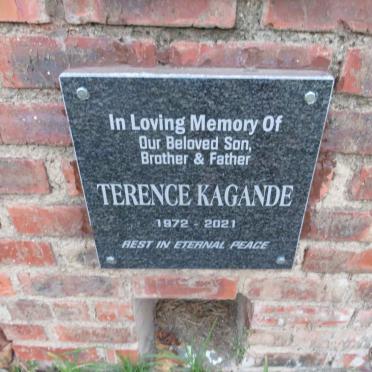 In Loving Memory Of
Our Beloved Son,
Brother & Father
TERENCE KAGANDE
1972 - 2021
REST IN ETERNAL PEACE